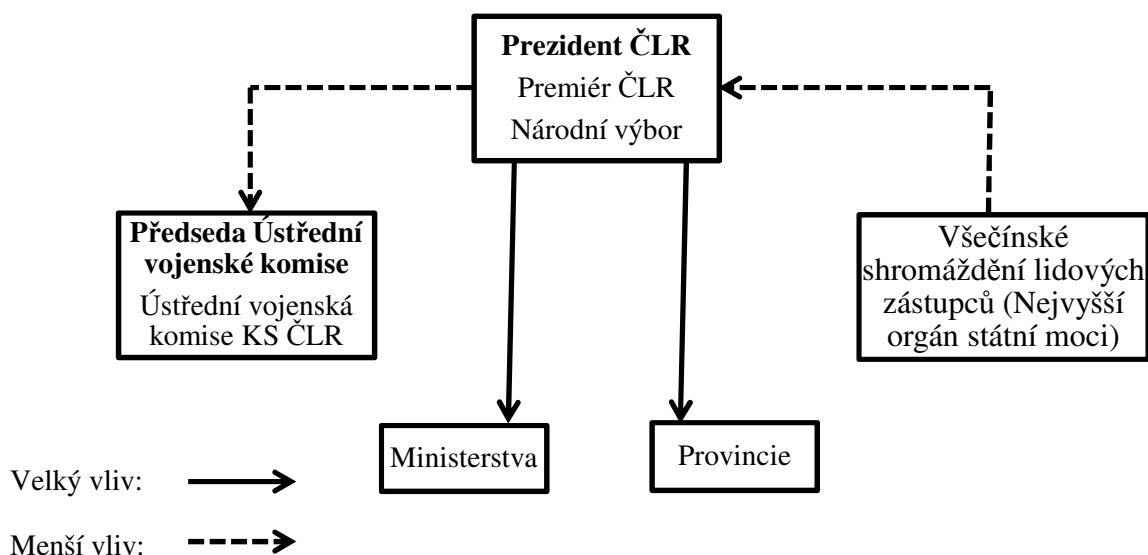 Prezident ČLR
Premiér ČLR
Národní výbor
Předseda Ústřední
vojenské komise
Ústřední vojenská
komise KS ČLR
Všečínské
shromáždění lidových
zástupců (Nejvyšší
orgán státní moci)
Ministerstva
Provincie
Velký vliv:
Menší vliv: